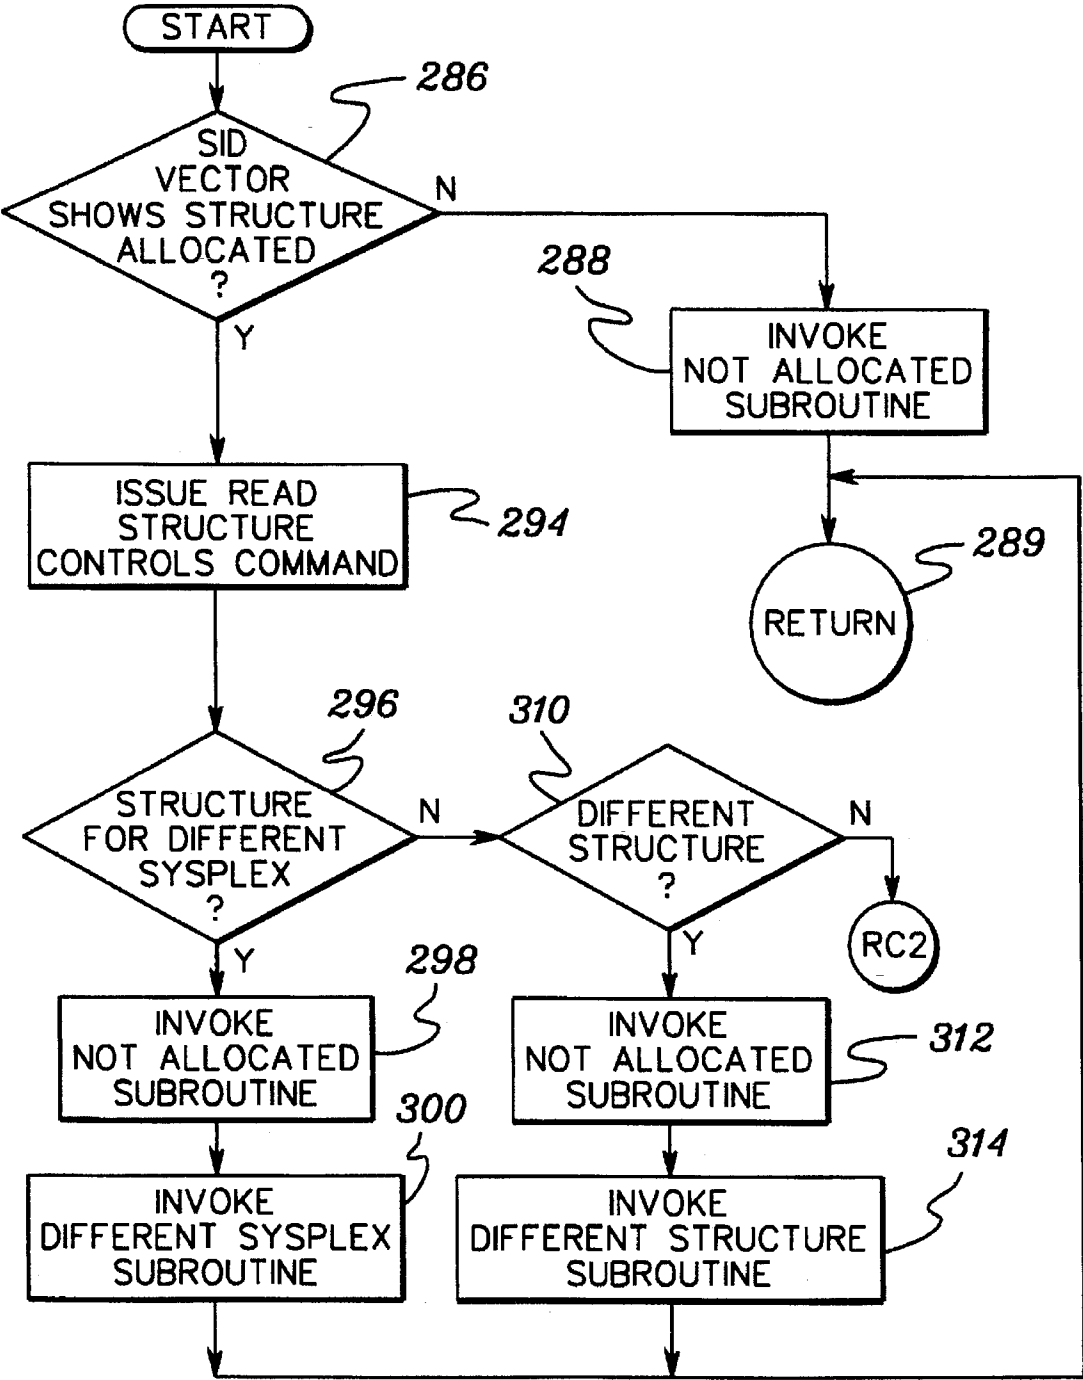 START
286
SID
VECTOR
SHOWS STRUCTURE
ALLOCATED
?
N
Y
288
INVOKE
NOT ALLOCATED
SUBROUTINE
ISSUE READ
STRUCTURE
CONTROLS COMMAND
294
289
RETURN
296
STRUCTURE
FOR DIFFERENT
SYSPLEX
?
N
Y
310
DIFFERENT
STRUCTURE
?
N
Y
RC2
298
INVOKE
NOT ALLOCATED
SUBROUTINE
312
INVOKE
NOT ALLOCATED
SUBROUTINE
300
INVOKE
DIFFERENT SYSPLEX
SUBROUTINE
314
INVOKE
DIFFERENT STRUCTURE
SUBROUTINE